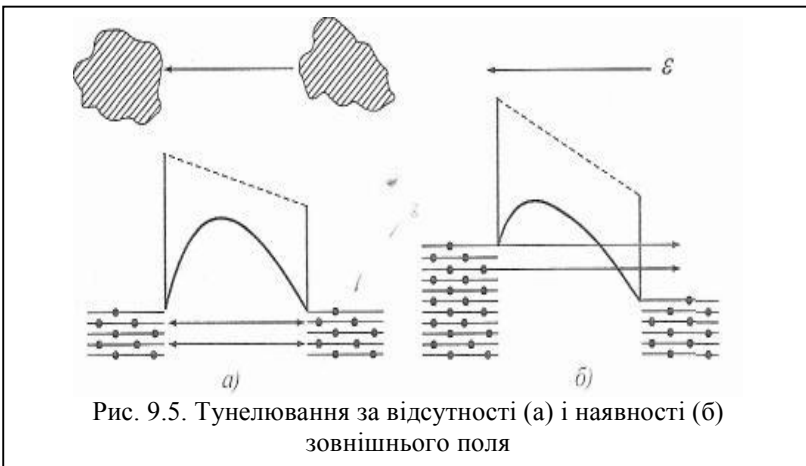 ℰ
а)
б)
Рис. 9.5. Тунелювання за відсутності (а) і наявності (б)
зовнішнього поля